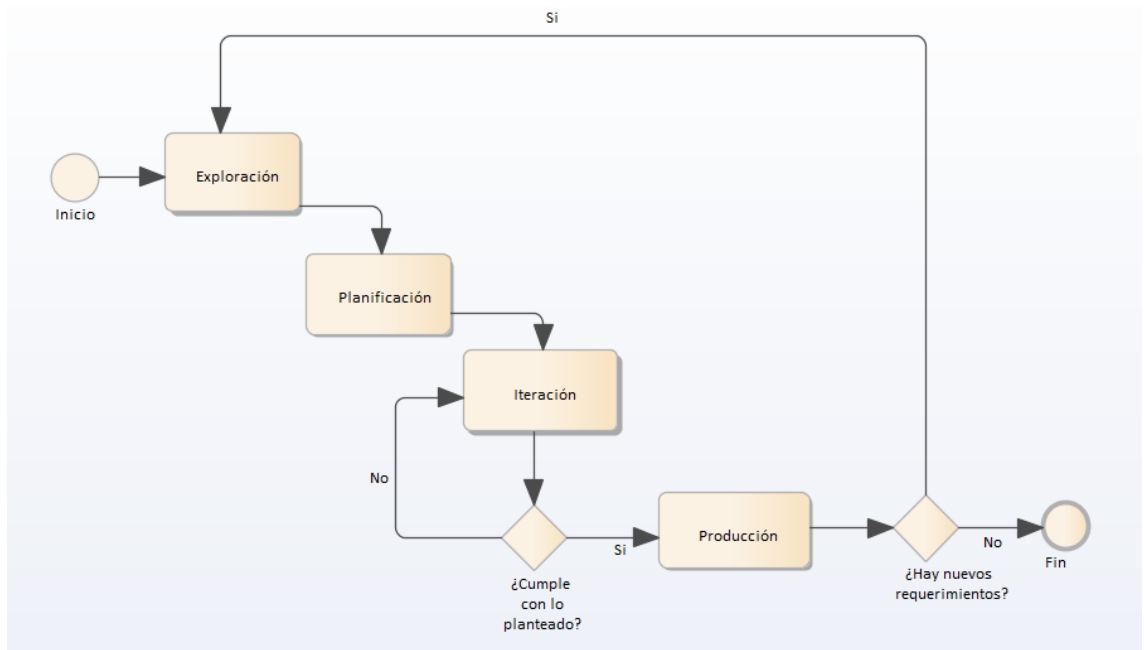 Si
Exploración
Inicio
Planificación
Iteración
No
Si
Producción
No
Fin
¿Cumple
con lo
planteado?
¿Hay nuevos
requerimientos?